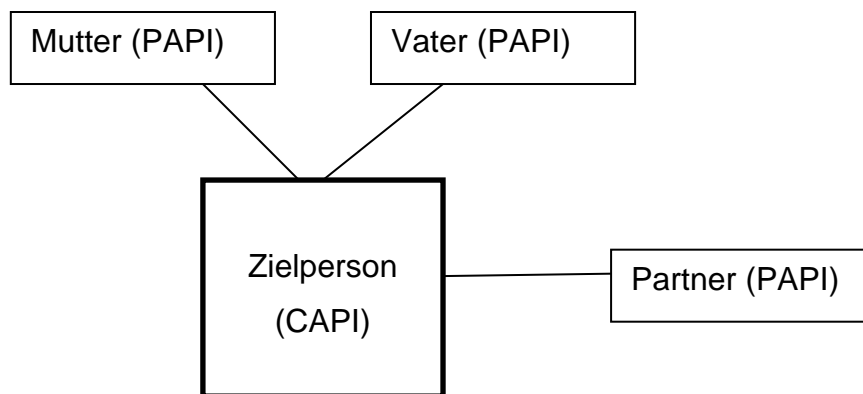 Mutter (PAPI)
Vater (PAPI)
Zielperson
(CAPI)
Partner (PAPI)